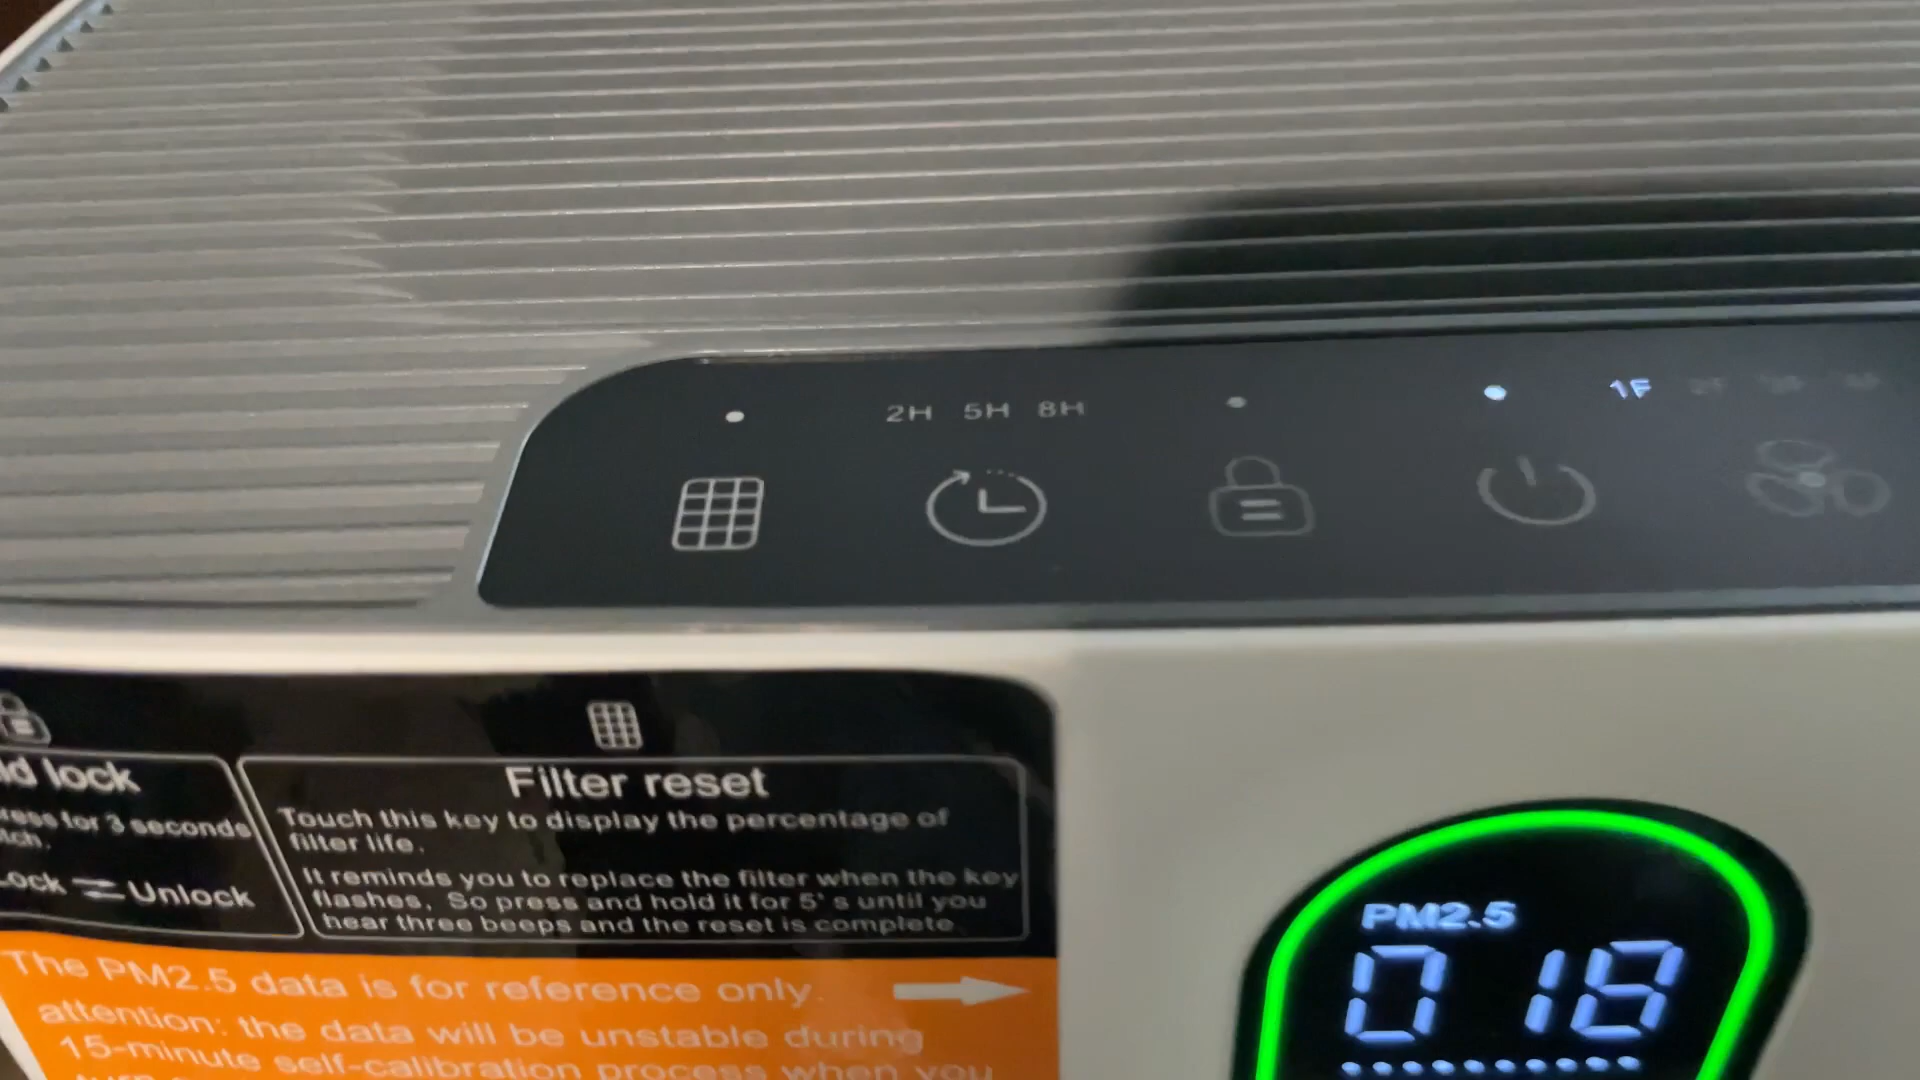 2H 5H 8H
1F
ld lock
ress for 3 seconds
tch.
Lock Unlock
Filter reset
Touch this key to display the percentage of
filter life.
It reminds you to replace the filter when the key
flashes. So press and hold it for 5' s until you
hear three beeps and the reset is complete
The PM2.5 data is for reference only.
attention: the data will be unstable during
15-minute self-calibration process when you
PM2.5
018